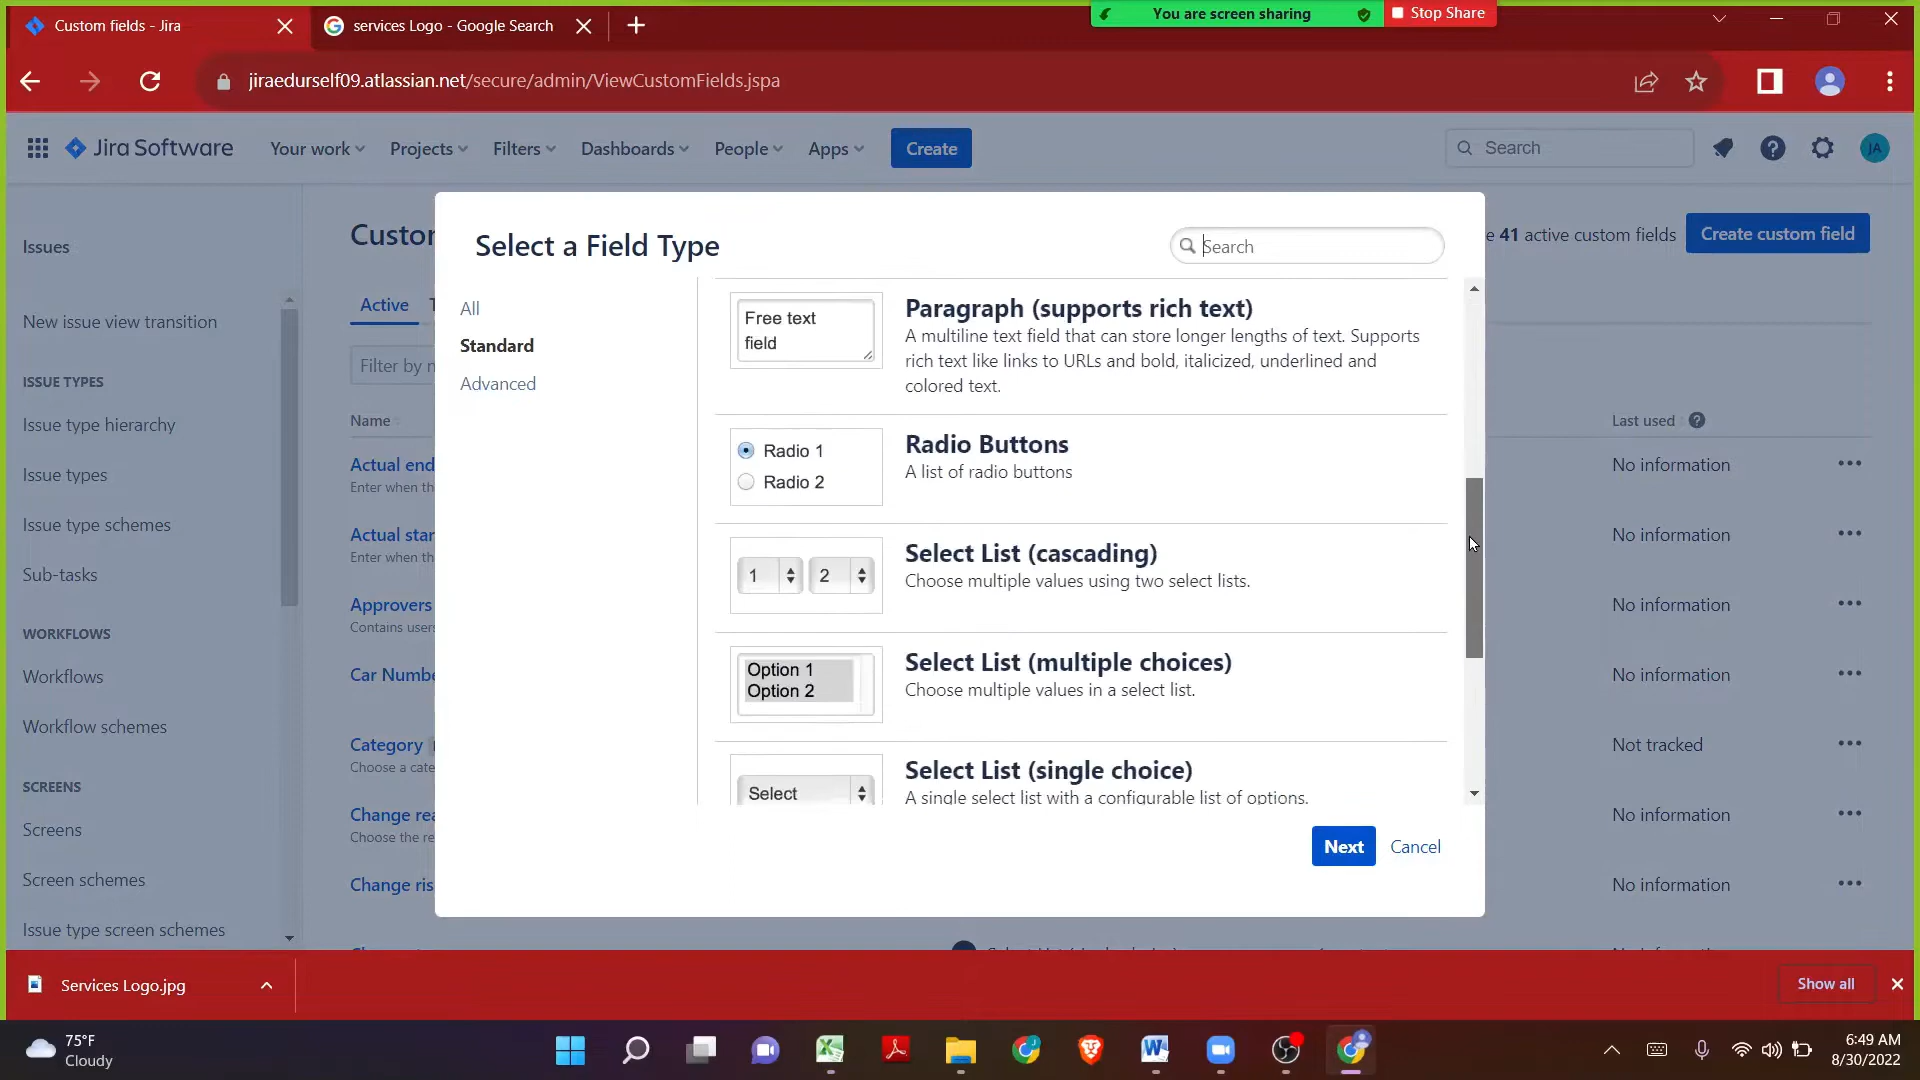 Custom fields - Jira
services Logo - Google Search
You are screen sharing
Stop Share
jiraedurself09.atlassian.net/secure/admin/ViewCustomFields.jspa
Jira Software
Your work
Projects
Filters
Dashboards
People
Apps
Create
Search
JA
Issues
New issue view transition
ISSUE TYPES
Issue type hierarchy
Issue types
Issue type schemes
Sub-tasks
WORKFLOWS
Workflows
Workflow schemes
SCREENS
Screens
Screen schemes
Issue type screen schemes
Custor
e 41 active custom fields
Create custom field
Active
Filter by n
Name
Last used
Actual end
Enter when th
No information
Actual star
Enter when th
No information
Approvers
Contains users
No information
Car Numbe
No information
Category
Choose a cate
Not tracked
Change rea
Choose the re
No information
Change ris
No information
Select a Field Type
Search
All
Standard
Advanced
Free text
field
Paragraph (supports rich text)
A multiline text field that can store longer lengths of text. Supports
rich text like links to URLs and bold, italicized, underlined and
colored text.
Radio 1
Radio 2
Radio Buttons
A list of radio buttons
1
2
Select List (cascading)
Choose multiple values using two select lists.
Option 1
Option 2
Select List (multiple choices)
Choose multiple values in a select list.
Select
Select List (single choice)
A single select list with a configurable list of options.
Next
Cancel
Services Logo.jpg
Show all
75°F
Cloudy
6:49 AM
8/30/2022